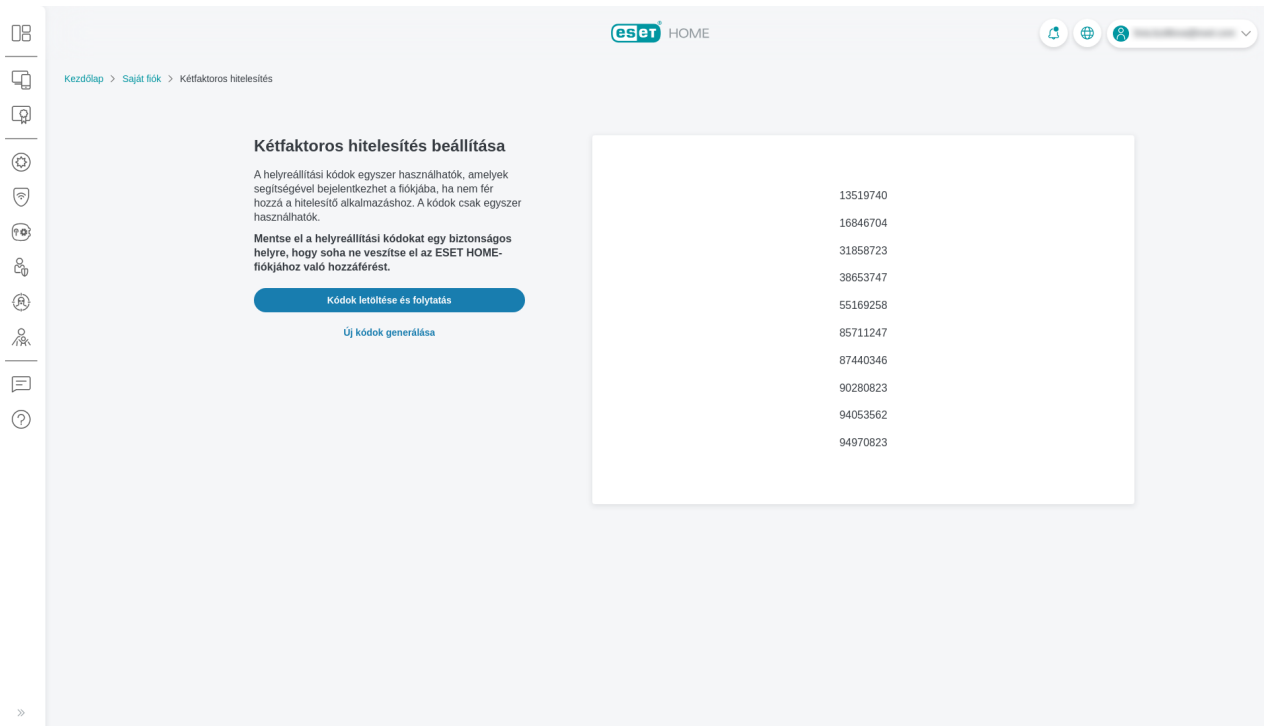 eset® HOME
Kezdőlap > Saját fiók > Kétfaktoros hitelesítés
Kétfaktoros hitelesítés beállítása
A helyreállítási kódok egyszer használhatók, amelyek
segítségével bejelentkezhet a fiókjába, ha nem fér
hozzá a hitelesítő alkalmazáshoz. A kódok csak egyszer
használhatók.
Mentse el a helyreállítási kódokat egy biztonságos
helyre, hogy soha ne veszítse el az ESET HOME-
fiókjához való hozzáférést.
Kódok letöltése és folytatás
Új kódok generálása
13519740
16846704
31858723
38653747
55169258
85711247
87440346
90280823
94053562
94970823